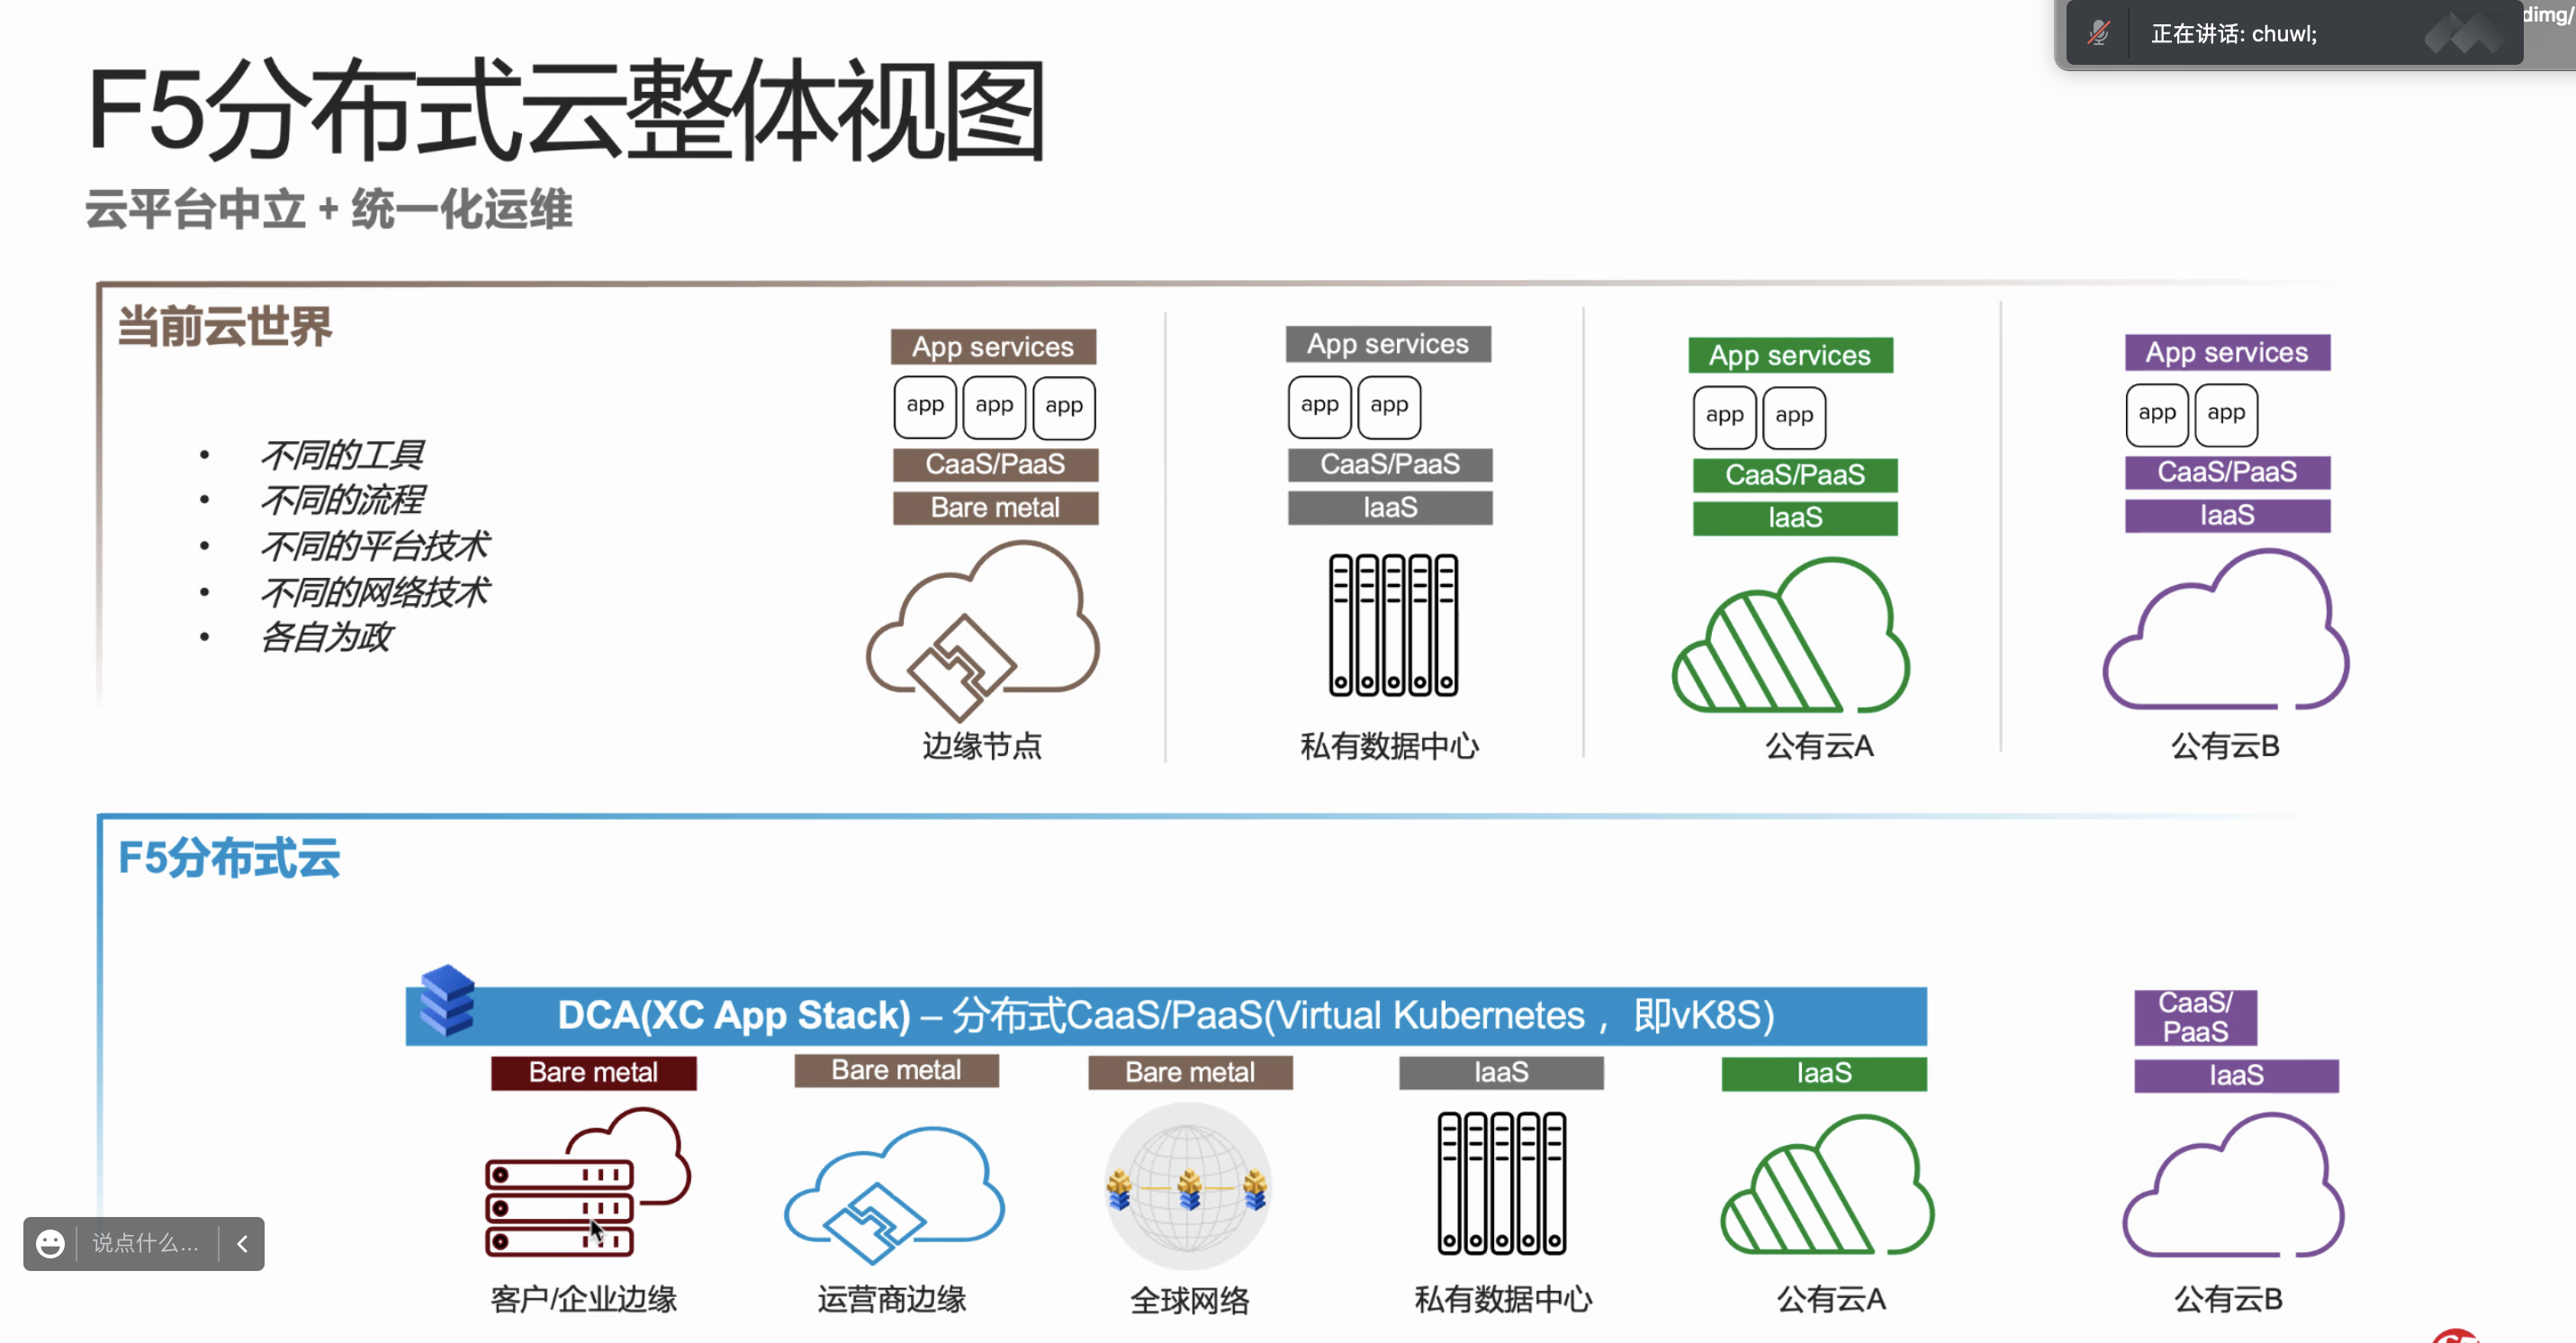 dimg/
正在讲话: chuwl;
F5分布式云整体视图
云平台中立 + 统一化运维
当前云世界
• 不同的工具
• 不同的流程
• 不同的平台技术
• 不同的网络技术
• 各自为政
App services
app app app
CaaS/PaaS
Bare metal
边缘节点
App services
app app
CaaS/PaaS
IaaS
私有数据中心
App services
app app
CaaS/PaaS
IaaS
公有云A
App services
app app
CaaS/PaaS
IaaS
公有云B
F5分布式云
DCA(XC App Stack) – 分布式CaaS/PaaS(Virtual Kubernetes ，即vK8S)
Bare metal
客户/企业边缘
Bare metal
运营商边缘
Bare metal
全球网络
IaaS
私有数据中心
IaaS
公有云A
CaaS/
PaaS
IaaS
公有云B
说点什么...